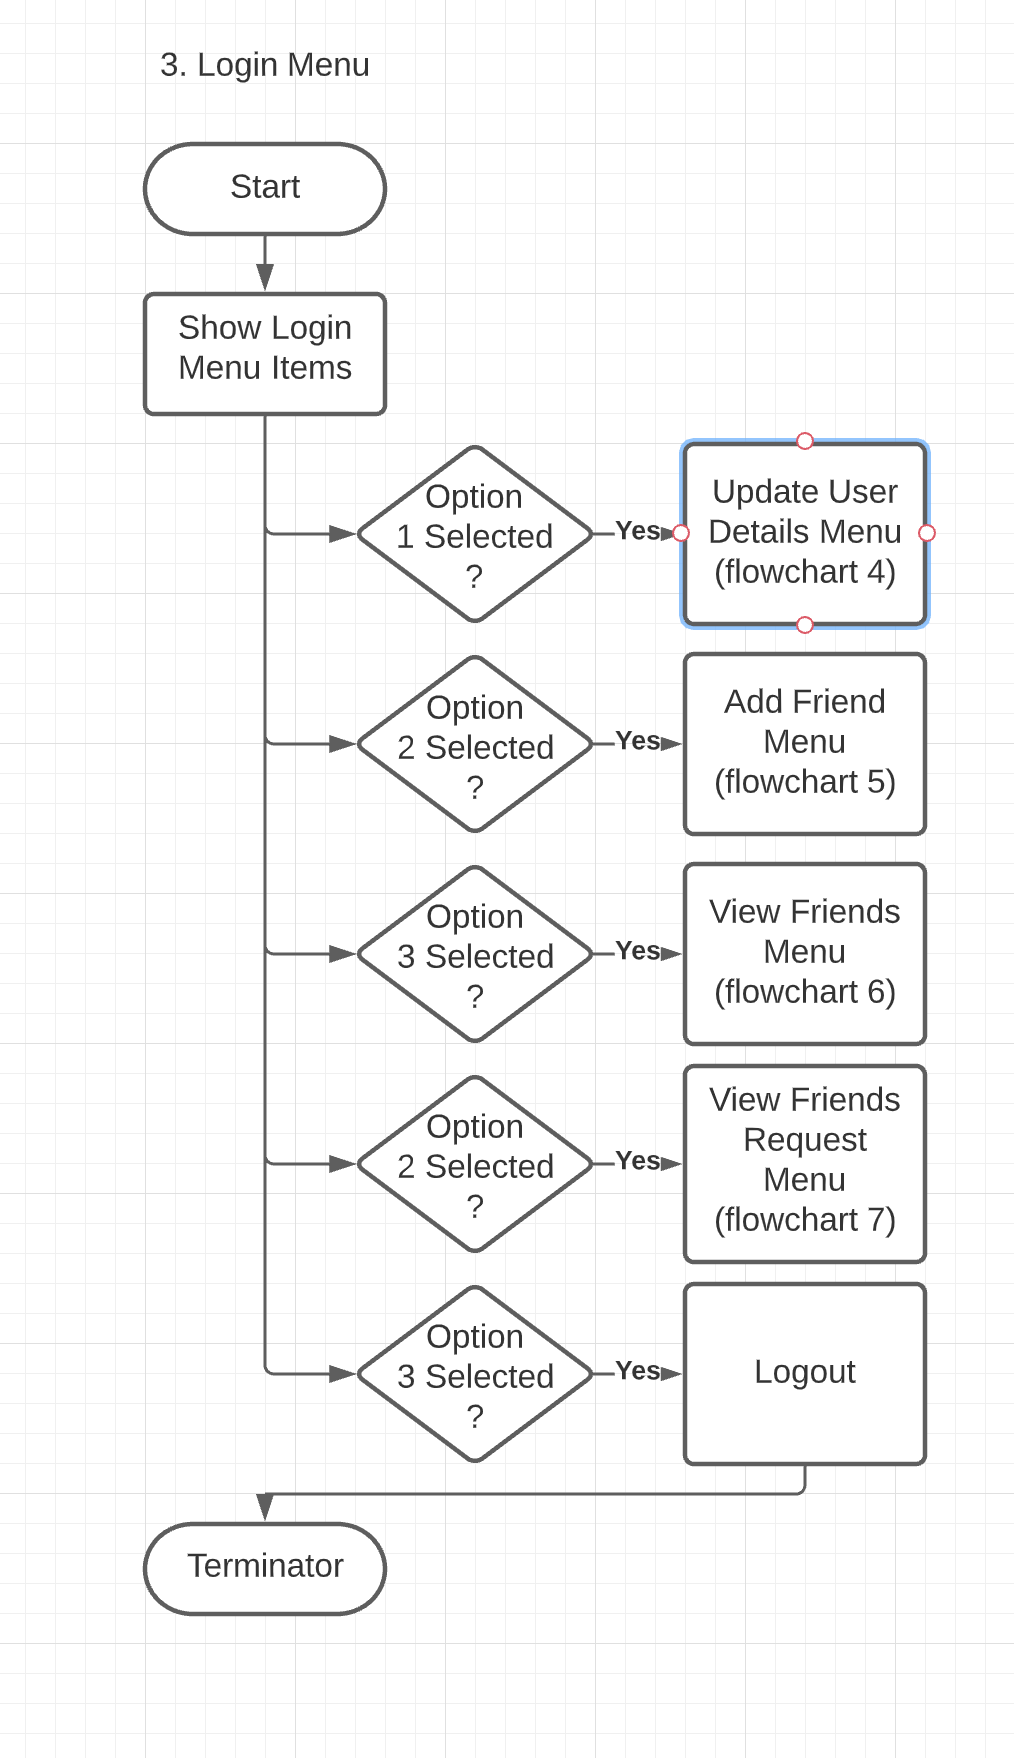 3. Login Menu
Start
Show Login
Menu Items
Option
1 Selected
?
Yes
Update User
Details Menu
(flowchart 4)
Option
2 Selected
?
Yes
Add Friend
Menu
(flowchart 5)
Option
3 Selected
?
Yes
View Friends
Menu
(flowchart 6)
Option
2 Selected
?
Yes
View Friends
Request
Menu
(flowchart 7)
Option
3 Selected
?
Yes
Logout
Terminator